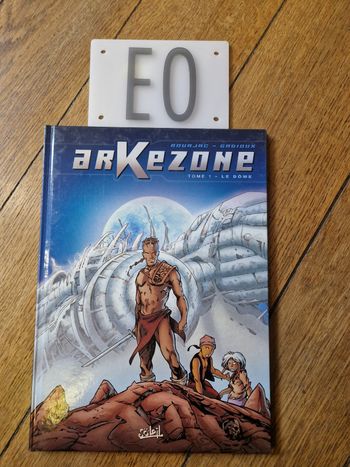 EO
BOURJAC - GADIOUX
ARKEZONE
TOME 1 - LE DÔME
Soleil